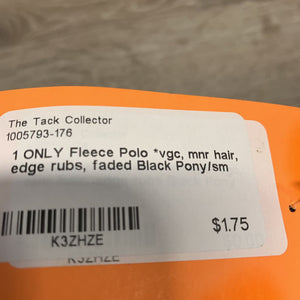 The Tack Collector
1005793-176
1 ONLY Fleece Polo *vgc, mnr hair,
edge rubs, faded Black Pony/sm
$1.75
K3ZHZE
K3ZHZE